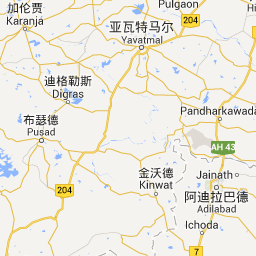 加伦贾
Karanja
Pulgaon
204
亚瓦特马尔
Yavatmal
迪格勒斯
Digras
布瑟德
Pusad
Pandharkawada
AH 43
金沃德
Kinwat
Jainath
204
阿迪拉巴德
Adilabad
Ichoda
7